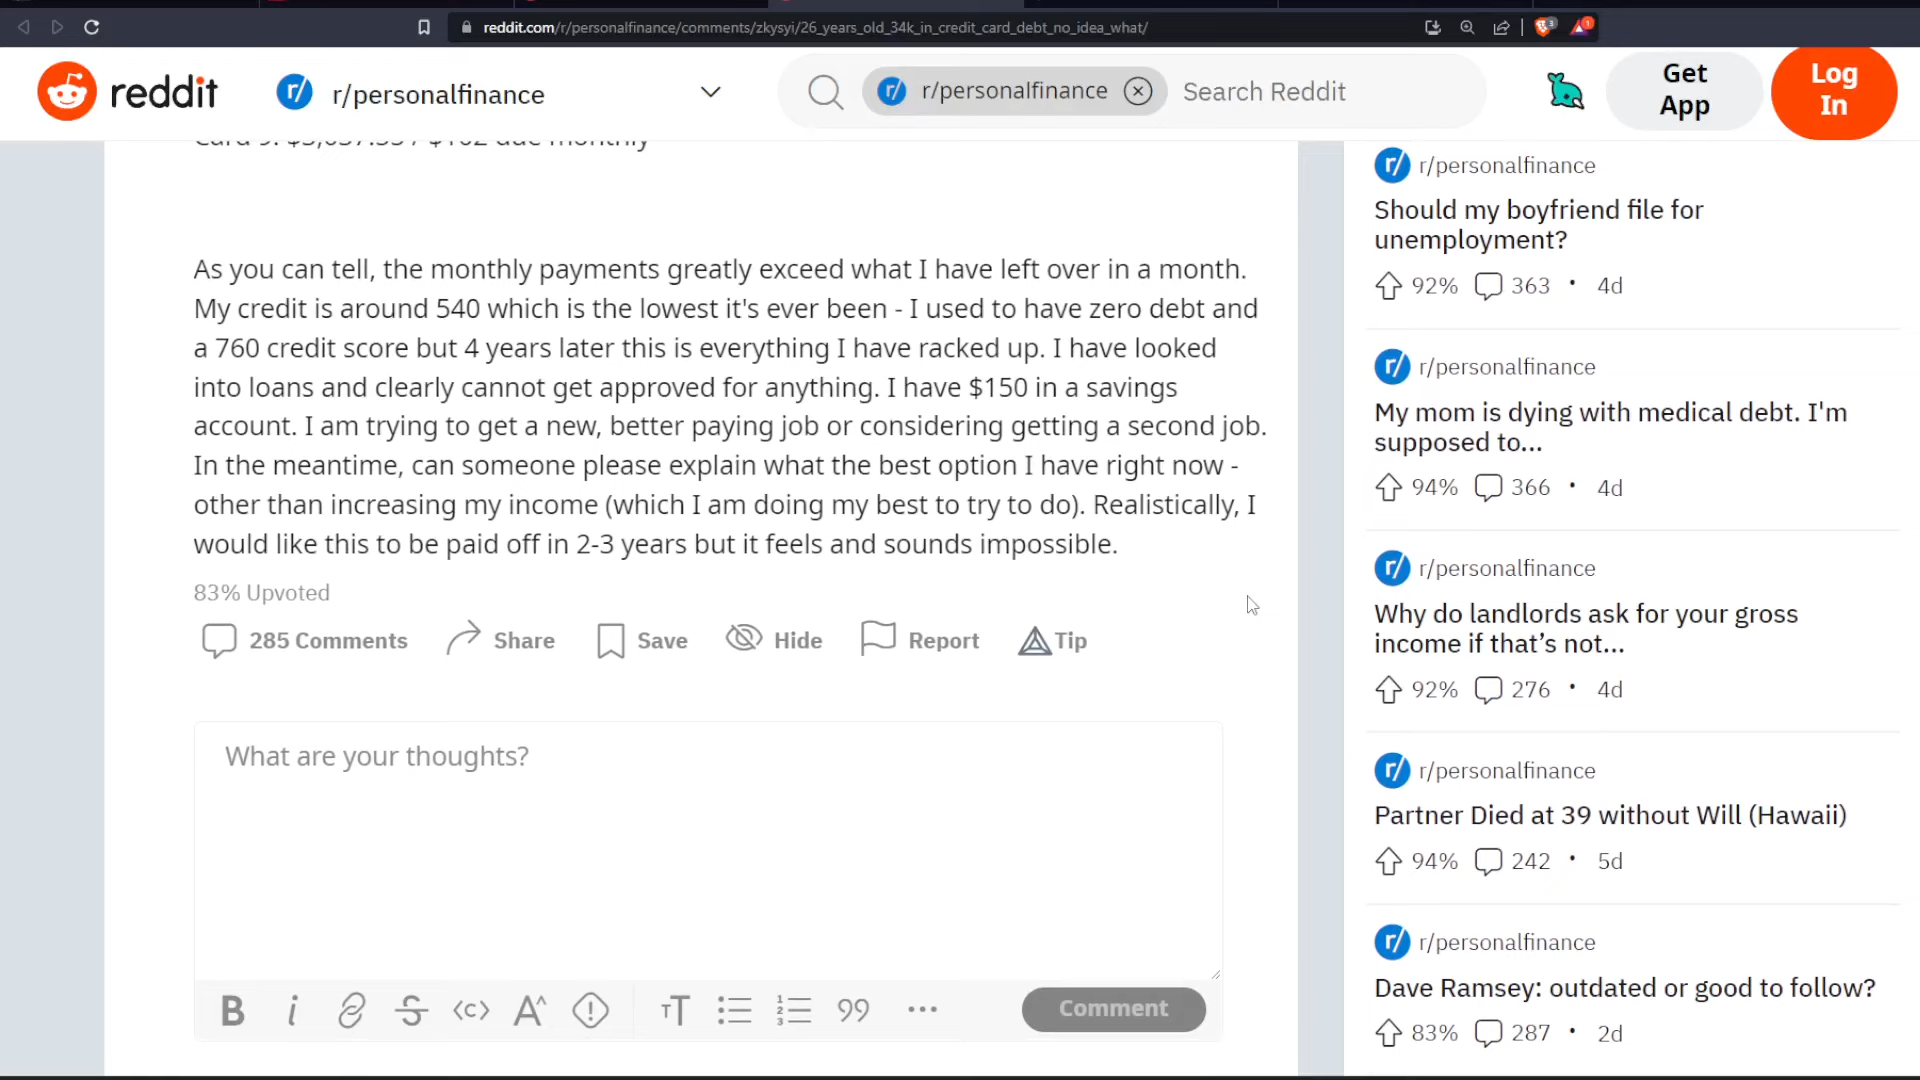 reddit.com/r/personalfinance/comments/zkysyi/26_years_old_34k_in_credit_card_debt_no_idea_what/
3
1
reddit
r/ r/personalfinance
r/ r/personalfinance
Search Reddit
Get
App
Log
In
As you can tell, the monthly payments greatly exceed what I have left over in a month.
My credit is around 540 which is the lowest it's ever been - I used to have zero debt and
a 760 credit score but 4 years later this is everything I have racked up. I have looked
into loans and clearly cannot get approved for anything. I have $150 in a savings
account. I am trying to get a new, better paying job or considering getting a second job.
In the meantime, can someone please explain what the best option I have right now -
other than increasing my income (which I am doing my best to try to do). Realistically, I
would like this to be paid off in 2-3 years but it feels and sounds impossible.
83% Upvoted
285 Comments Share Save Hide Report Tip
What are your thoughts?
B i <c> A^ TT 99 ... Comment
r/ r/personalfinance
Should my boyfriend file for
unemployment?
92% 363 • 4d
r/ r/personalfinance
My mom is dying with medical debt. I'm
supposed to...
94% 366 • 4d
r/ r/personalfinance
Why do landlords ask for your gross
income if that’s not...
92% 276 • 4d
r/ r/personalfinance
Partner Died at 39 without Will (Hawaii)
94% 242 • 5d
r/ r/personalfinance
Dave Ramsey: outdated or good to follow?
83% 287 • 2d